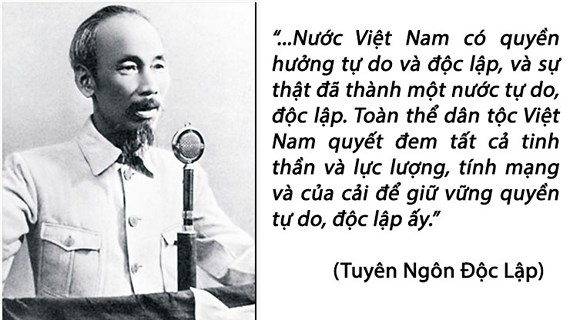 “...Nước Việt Nam có quyền
hưởng tự do và độc lập, và sự
thật đã thành một nước tự do,
độc lập. Toàn thể dân tộc Việt
Nam quyết đem tất cả tinh
thần và lực lượng, tính mạng
và của cải để giữ vững quyền
tự do, độc lập ấy.”
(Tuyên Ngôn Độc Lập)